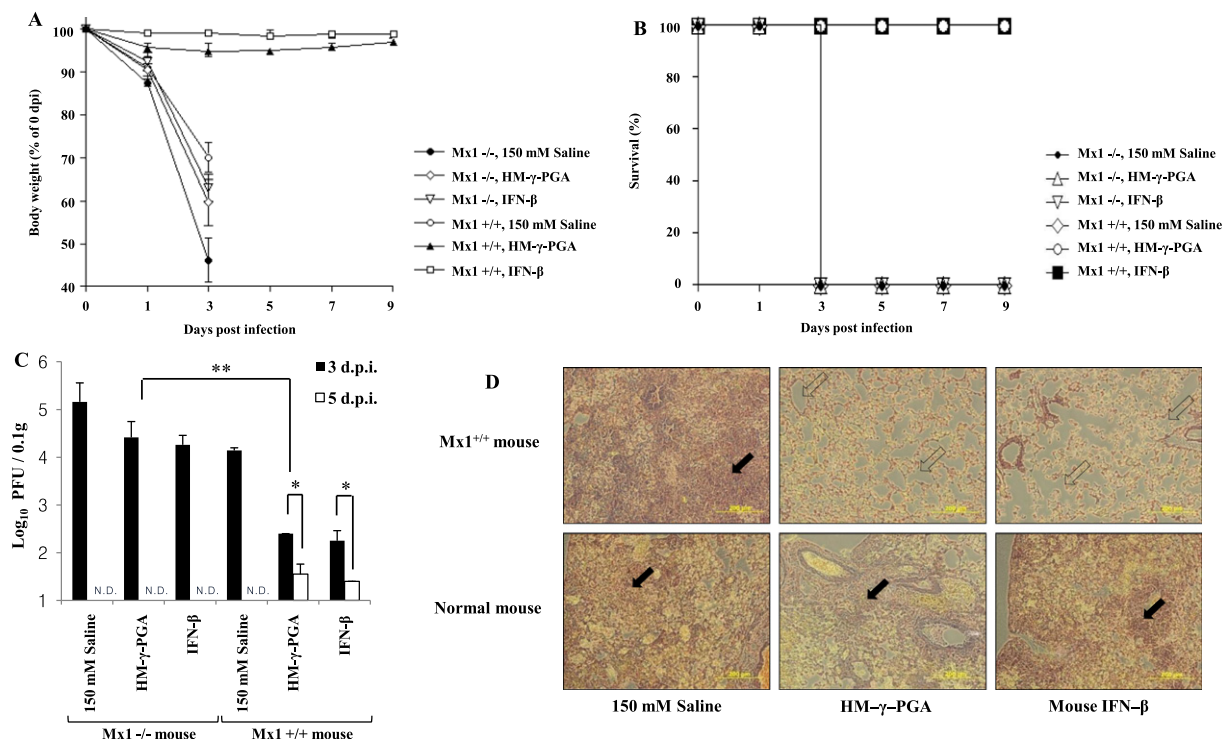 A
Body weight (% of 0 dpi)
100
90
80
70
60
50
40
0 1 3 5 7 9
Days post infection
Mx1 -/-, 150 mM Saline
Mx1 -/-, HM-γ-PGA
Mx1 -/-, IFN-β
Mx1 +/+, 150 mM Saline
Mx1 +/+, HM-γ-PGA
Mx1 +/+, IFN-β
B
Survival (%)
100
80
60
40
20
0
0 1 3 5 7 9
Days post infection
Mx1 -/-, 150 mM Saline
Mx1 -/-, HM-γ-PGA
Mx1 -/-, IFN-β
Mx1 +/+, 150 mM Saline
Mx1 +/+, HM-γ-PGA
Mx1 +/+, IFN-β
C
Log10 PFU / 0.1g
6
5
4
3
2
1
3 d.p.i.
5 d.p.i.
**
* *
N.D. N.D. N.D. N.D.
150 mM Saline
HM-γ-PGA
IFN-β
150 mM Saline
HM-γ-PGA
IFN-β
Mx1 -/- mouse Mx1 +/+ mouse
D
Mx1+/+ mouse
Normal mouse
150 mM Saline HM–γ–PGA Mouse IFN–β